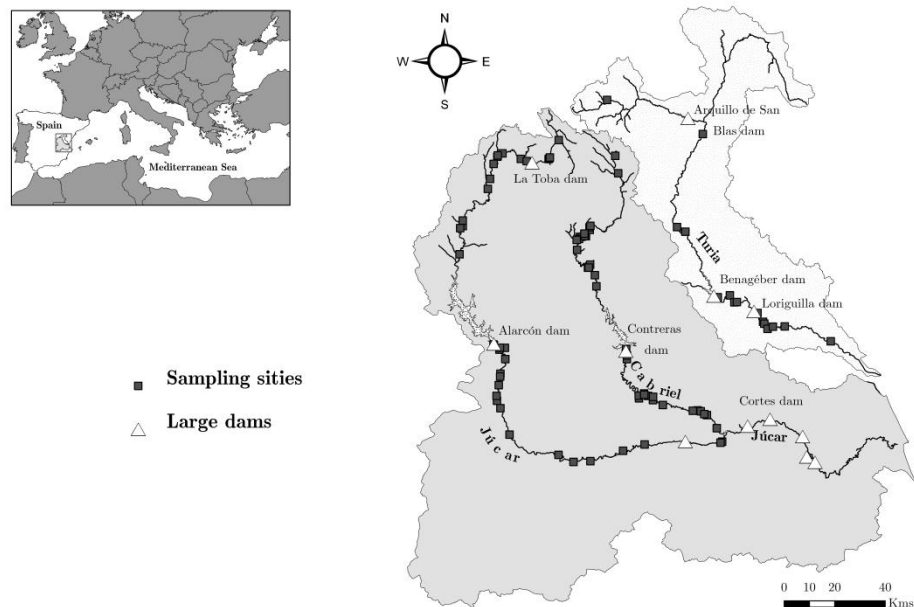 Spain
Mediterranean Sea
N
W
E
S
Arquillo de San
Blas dam
La Toba dam
Turia
Benagéber dam
Loriguilla dam
Alarcón dam
Contreras
dam
Cabriel
Sampling sities
Large dams
Cortes dam
Júcar
Júcar
0 10 20 40
Kms